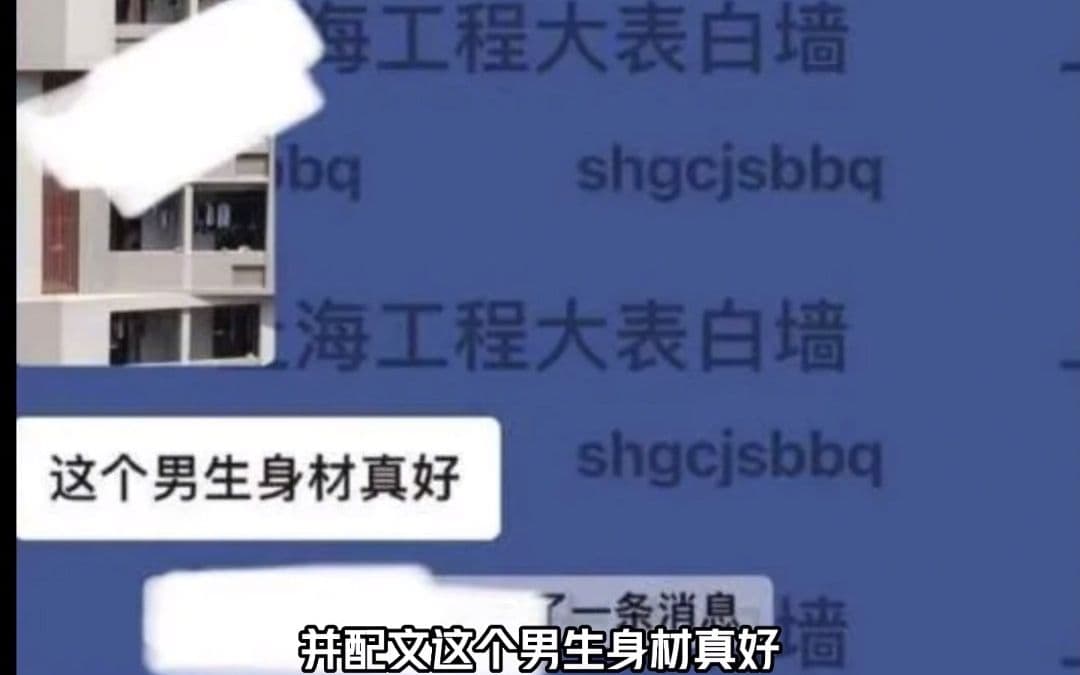 海工程大表白墙
bbq shgcjsbbq
上海工程大表白墙
这个男生身材真好
shgcjsbbq
了一条消息
墙
并配文这个男生身材真好